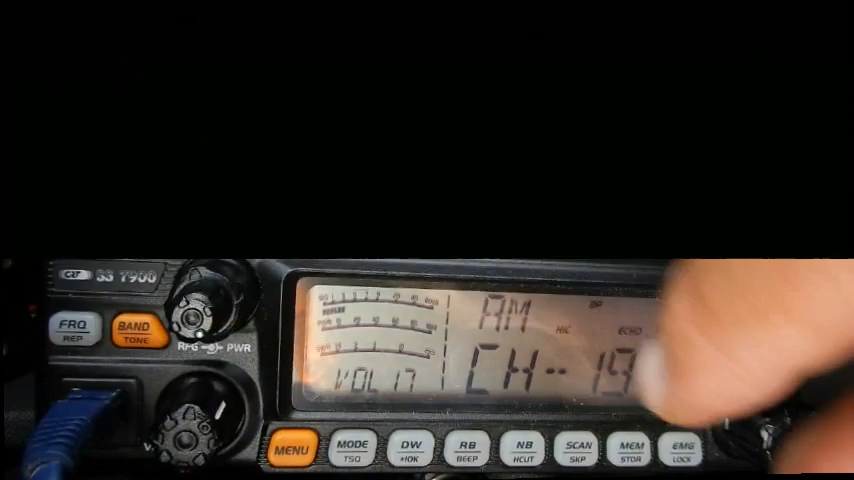 CRT SS 7900
FRQ
REP
BAND
TONE
RFG PWR
AM
BP
MIC
ECHO
CH--19
VOL 17
MENU
MODE
TSQ
DW
+10K
RB
BEEP
NB
HCUT
SCAN
SKP
MEM
STOR
EMG
LOCK